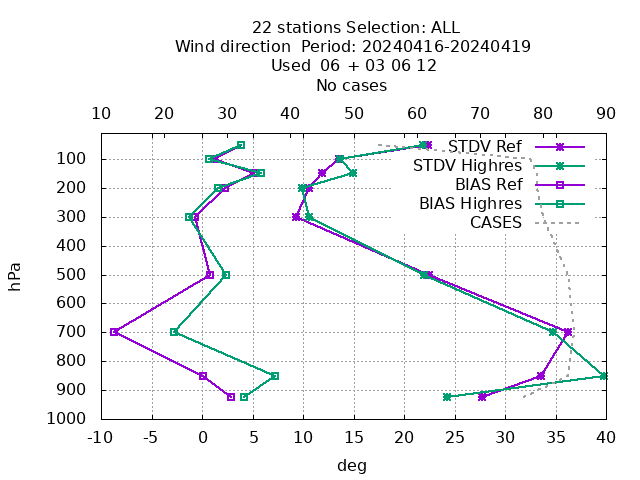 22 stations Selection: ALL
Wind direction  Period: 20240416-20240419
Used  06 + 03 06 12
No cases
10 20 30 40 50 60 70 80 90
STDV Ref
STDV Highres
BIAS Ref
BIAS Highres
CASES
hPa
100
200
300
400
500
600
700
800
900
1000
-10 -5 0 5 10 15 20 25 30 35 40
deg